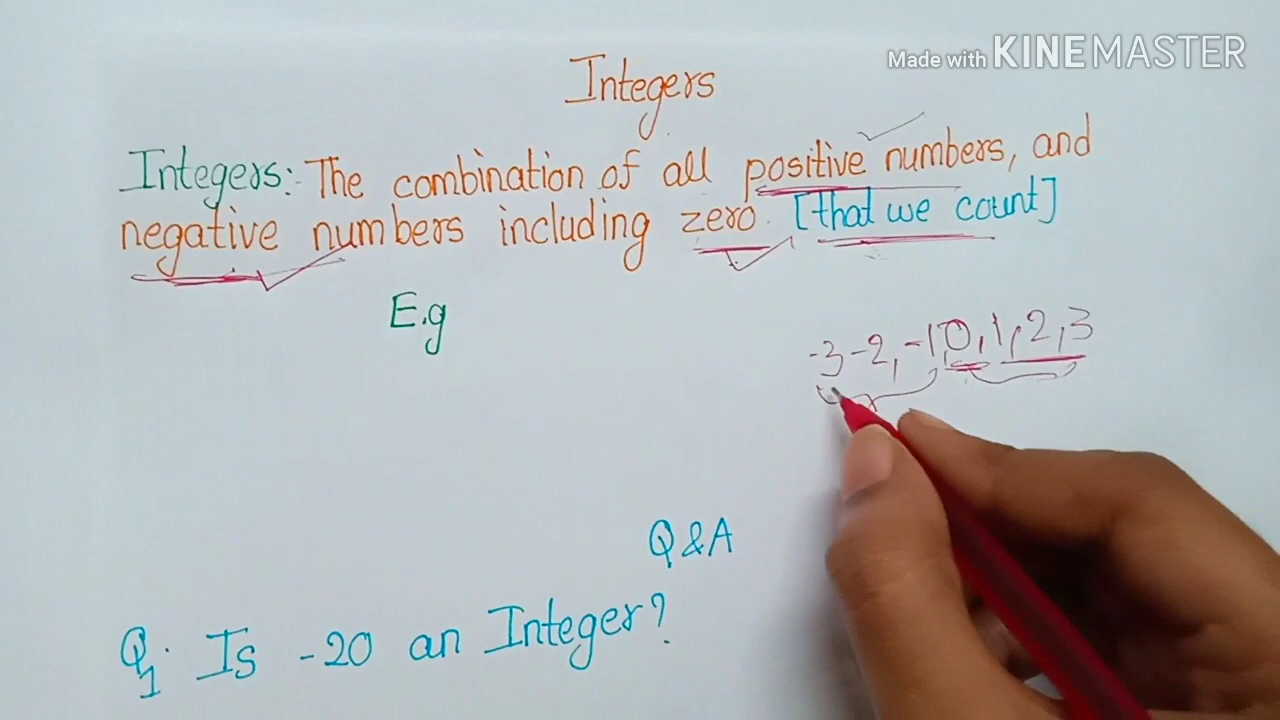 Made with KINEMASTER
Integers
Integers: The combination of all positive numbers, and
negative numbers including zero. [that we count]
E.g
-3 -2, -1, 0, 1, 2, 3
Q & A
Q1. Is -20 an Integer?